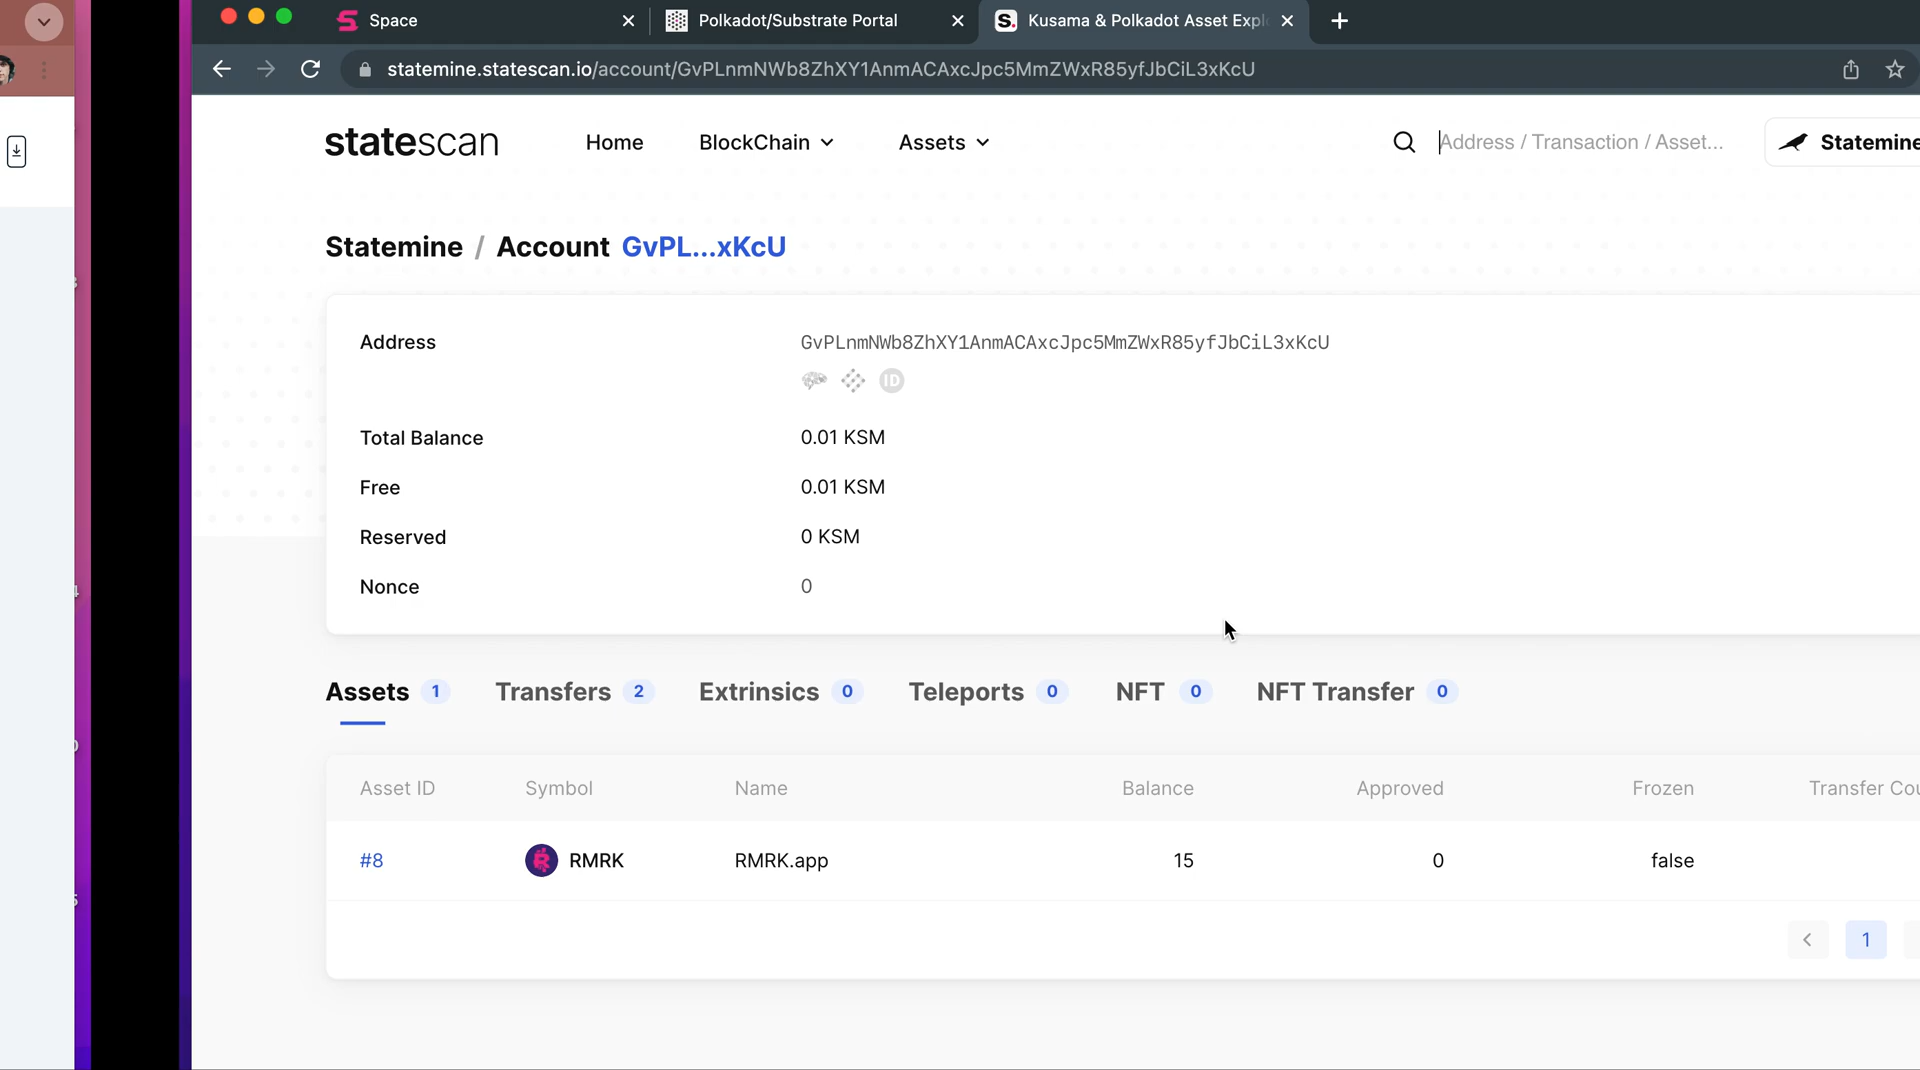 Space
Polkadot/Substrate Portal
Kusama & Polkadot Asset Expl
statemine.statescan.io/account/GvPLnmNWb8ZhXY1AnmACAxcJpc5MmZWxR85yfJbCiL3xKcU
statescan
Home
BlockChain
Assets
Address / Transaction / Asset...
Statemine
Statemine / Account GvPL...xKcU
Address
GvPLnmNWb8ZhXY1AnmACAxcJpc5MmZWxR85yfJbCiL3xKcU
ID
Total Balance
0.01 KSM
Free
0.01 KSM
Reserved
0 KSM
Nonce
0
Assets 1
Transfers 2
Extrinsics 0
Teleports 0
NFT 0
NFT Transfer 0
Asset ID
Symbol
Name
Balance
Approved
Frozen
Transfer Cou
#8
RMRK
RMRK.app
15
0
false
1